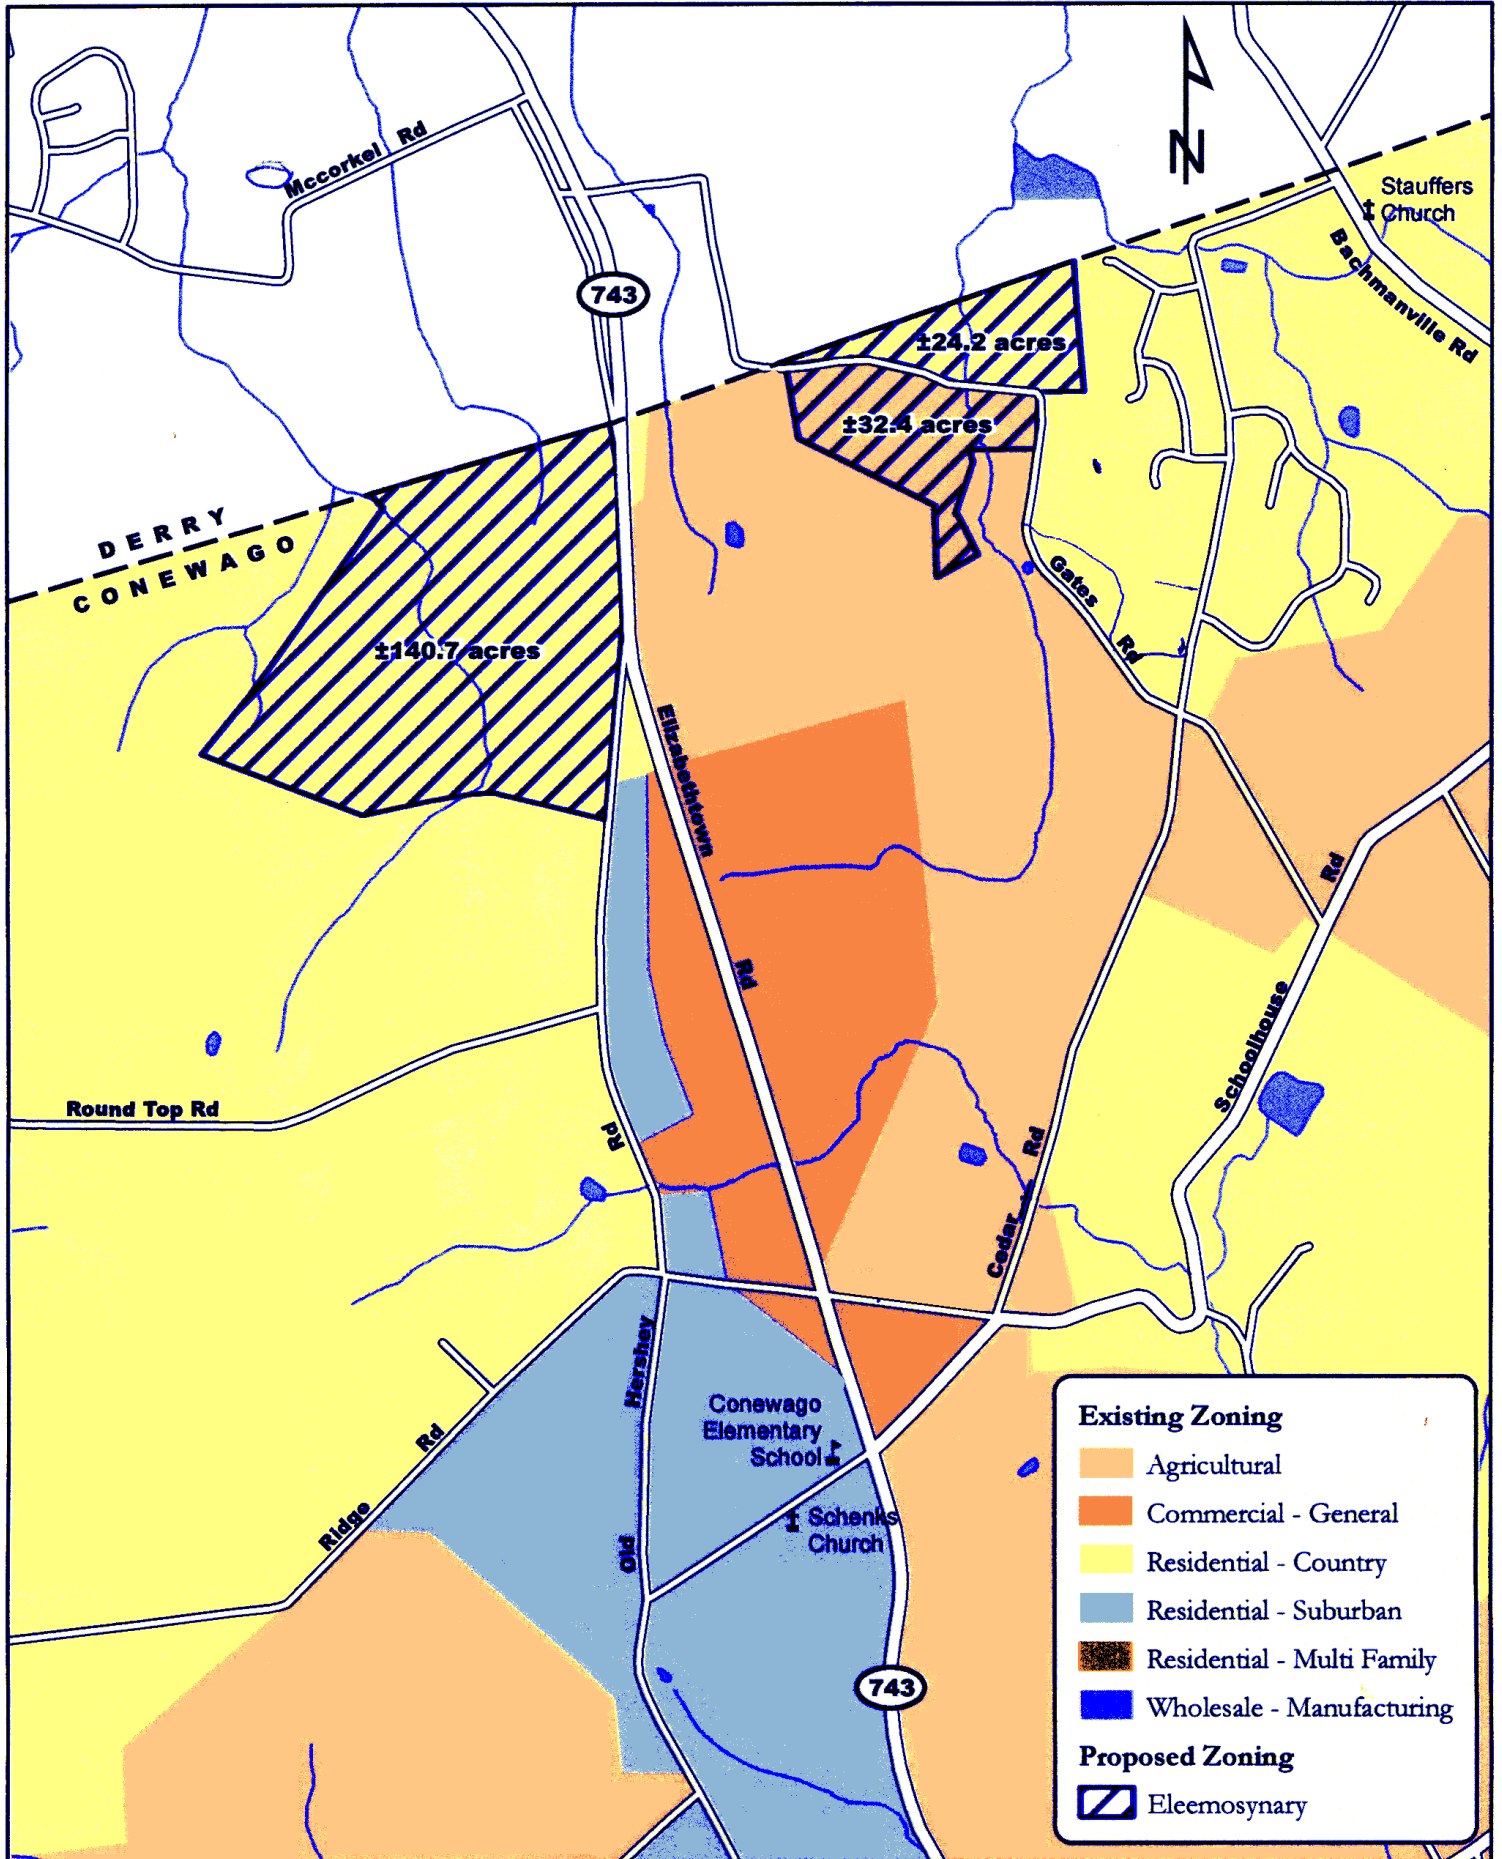 Mccorkel Rd
N
Stauffers
Church
Bachmanville Rd
743
±24.2 acres
±32.4 acres
DERRY
CONEWAGO
±140.7 acres
Gates Rd
Elizabethtown Rd
Schoolhouse Rd
Round Top Rd
Cedar Rd
Old Hershey Rd
Ridge Rd
Conewago
Elementary
School
Schenks
Church
743
Existing Zoning
Agricultural
Commercial - General
Residential - Country
Residential - Suburban
Residential - Multi Family
Wholesale - Manufacturing
Proposed Zoning
Eleemosynary